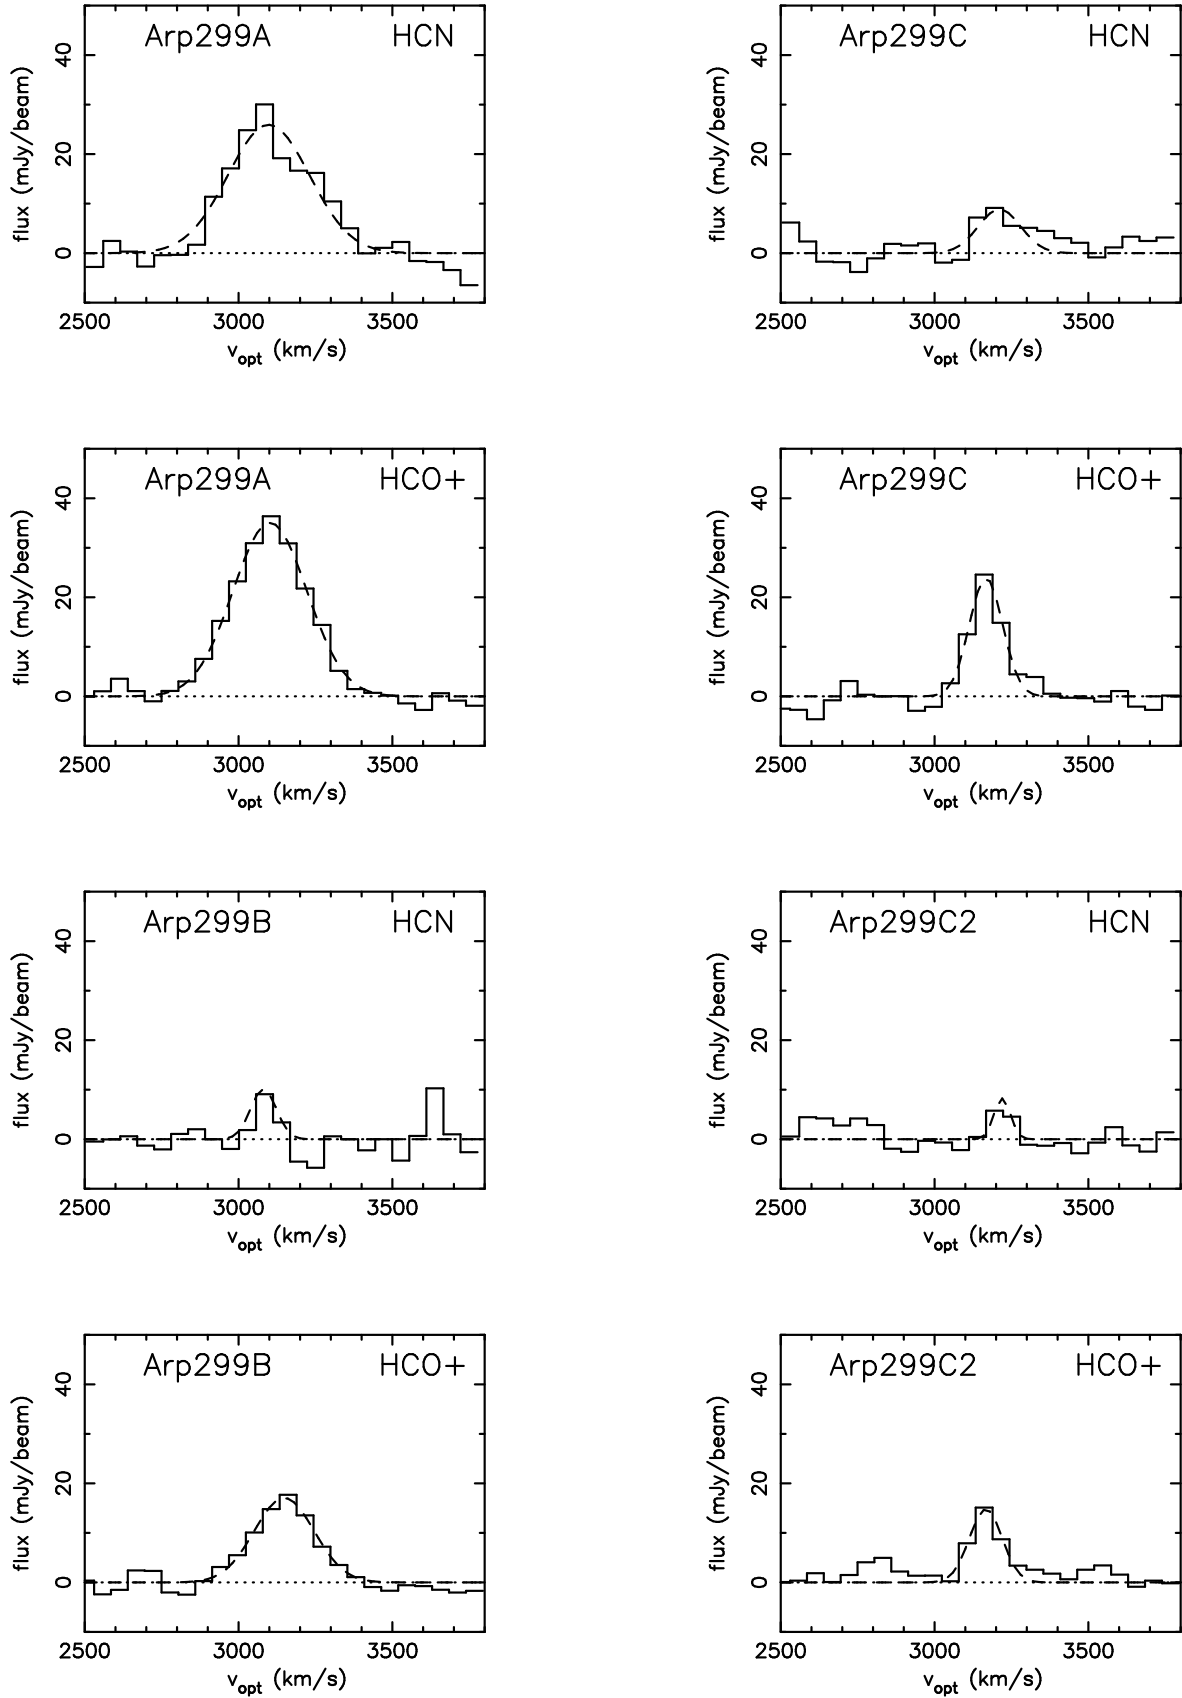 Arp299A HCN
40
20
0
flux (mJy/beam)
2500 3000 3500
v_opt (km/s)
Arp299C HCN
40
20
0
flux (mJy/beam)
2500 3000 3500
v_opt (km/s)
Arp299A HCO+
40
20
0
flux (mJy/beam)
2500 3000 3500
v_opt (km/s)
Arp299C HCO+
40
20
0
flux (mJy/beam)
2500 3000 3500
v_opt (km/s)
Arp299B HCN
40
20
0
flux (mJy/beam)
2500 3000 3500
v_opt (km/s)
Arp299C2 HCN
40
20
0
flux (mJy/beam)
2500 3000 3500
v_opt (km/s)
Arp299B HCO+
40
20
0
flux (mJy/beam)
2500 3000 3500
v_opt (km/s)
Arp299C2 HCO+
40
20
0
flux (mJy/beam)
2500 3000 3500
v_opt (km/s)